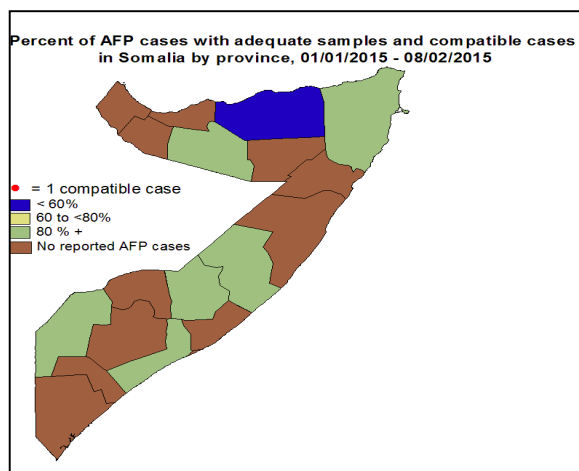 Percent of AFP cases with adequate samples and compatible cases
in Somalia by province, 01/01/2015 - 08/02/2015
= 1 compatible case
< 60%
60 to <80%
80 % +
No reported AFP cases